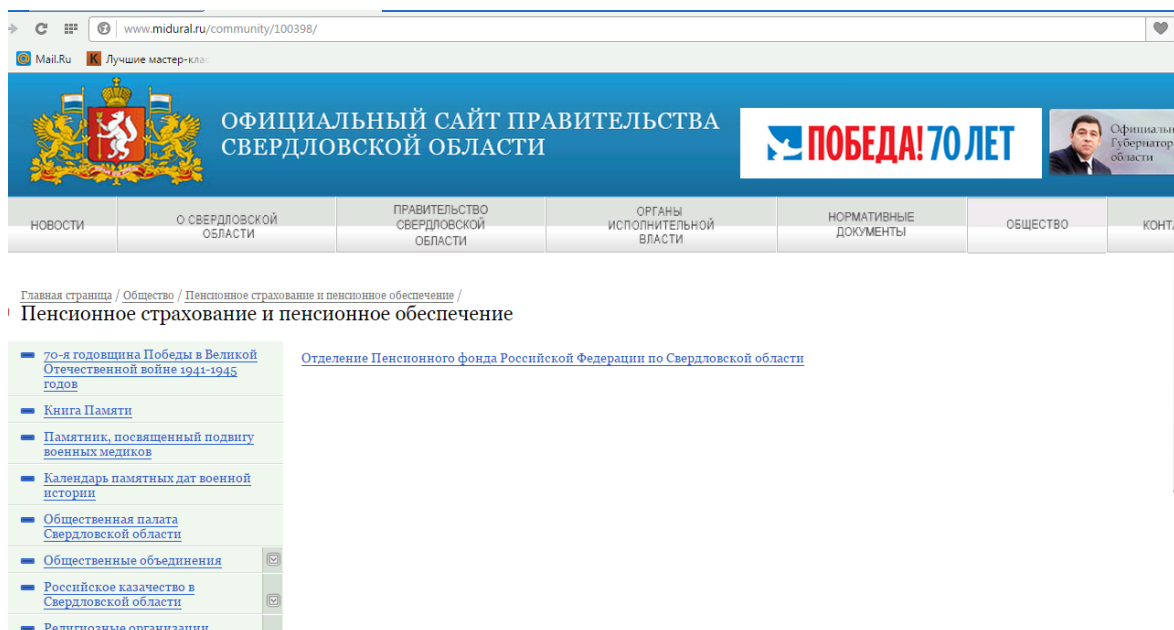 www.midural.ru/community/100398/
Mail.Ru
Лучшие мастер-клас
ОФИЦИАЛЬНЫЙ САЙТ ПРАВИТЕЛЬСТВА
СВЕРДЛОВСКОЙ ОБЛАСТИ
ПОБЕДА! 70 ЛЕТ
Официальн
Губернатор
области
НОВОСТИ
О СВЕРДЛОВСКОЙ
ОБЛАСТИ
ПРАВИТЕЛЬСТВО
СВЕРДЛОВСКОЙ
ОБЛАСТИ
ОРГАНЫ
ИСПОЛНИТЕЛЬНОЙ
ВЛАСТИ
НОРМАТИВНЫЕ
ДОКУМЕНТЫ
ОБЩЕСТВО
КОНТА
Главная страница / Общество / Пенсионное страхование и пенсионное обеспечение /
Пенсионное страхование и пенсионное обеспечение
70-я годовщина Победы в Великой
Отечественной войне 1941-1945
годов
Книга Памяти
Памятник, посвященный подвигу
военных медиков
Календарь памятных дат военной
истории
Общественная палата
Свердловской области
Общественные объединения
Российское казачество в
Свердловской области
Религиозные организации
Отделение Пенсионного фонда Российской Федерации по Свердловской области